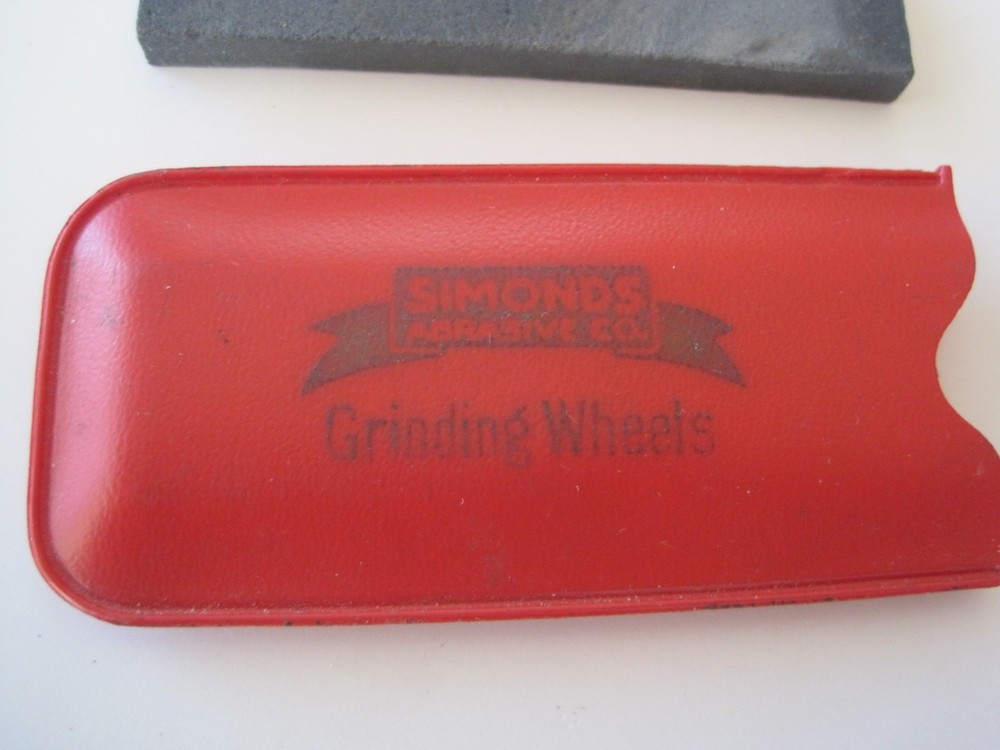 SIMONDS
ABRASIVE CO.
Grinding Wheels